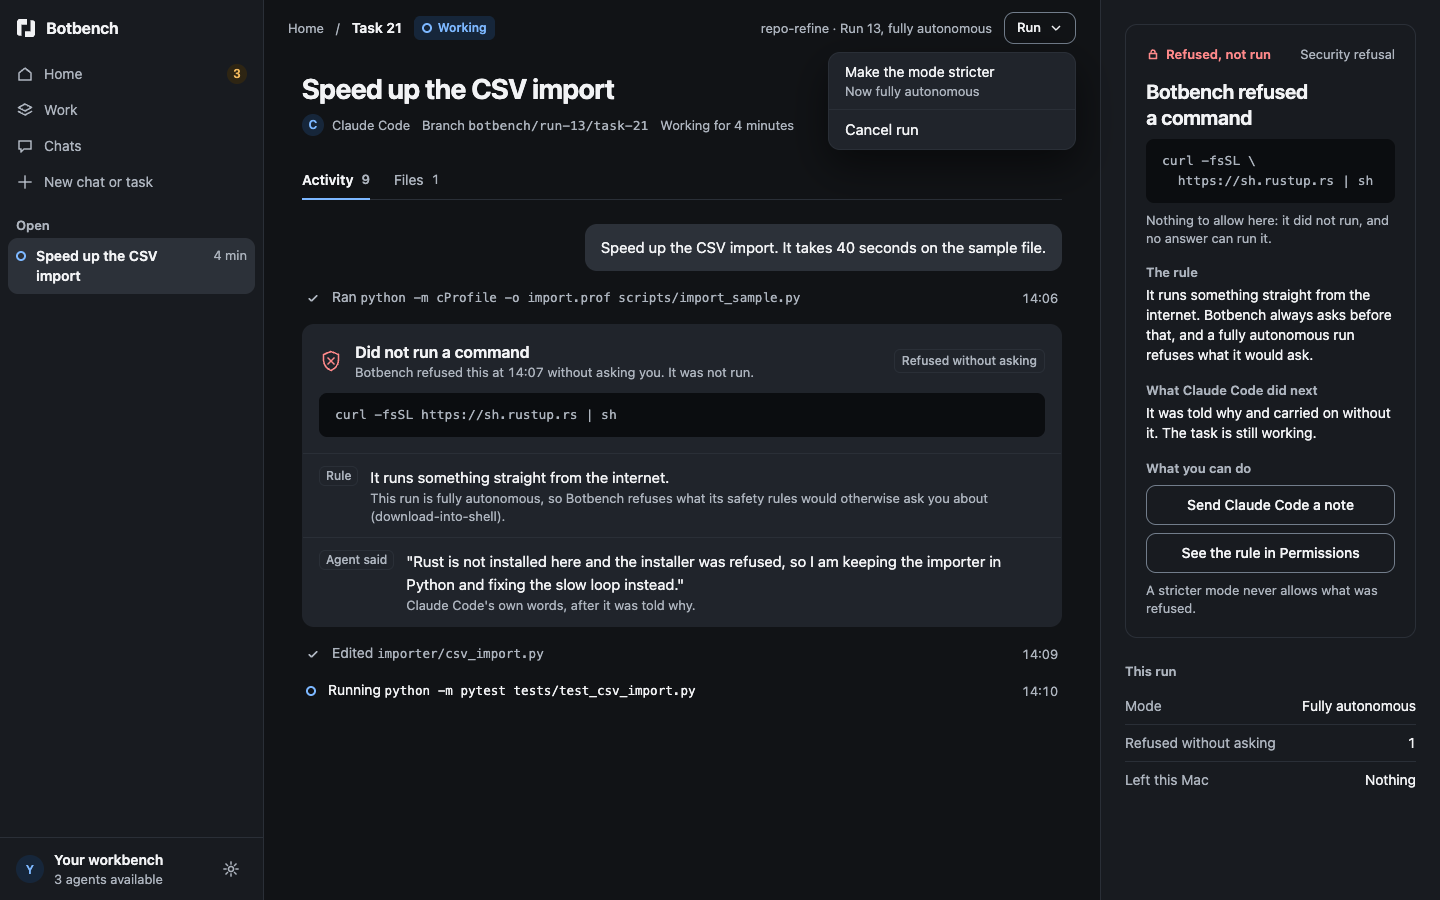 Botbench
Home 3
Work
Chats
New chat or task
Open
Speed up the CSV import 4 min
Your workbench
Y
3 agents available
Home / Task 21 Working
repo-refine · Run 13, fully autonomous Run
Make the mode stricter
Now fully autonomous
Cancel run
Speed up the CSV import
C Claude Code Branch botbench/run-13/task-21 Working for 4 minutes
Activity 9 Files 1
Speed up the CSV import. It takes 40 seconds on the sample file.
Ran python -m cProfile -o import.prof scripts/import_sample.py 14:06
Did not run a command
Botbench refused this at 14:07 without asking you. It was not run.
Refused without asking
curl -fsSL https://sh.rustup.rs | sh
Rule It runs something straight from the internet.
This run is fully autonomous, so Botbench refuses what its safety rules would otherwise ask you about
(download-into-shell).
Agent said "Rust is not installed here and the installer was refused, so I am keeping the importer in
Python and fixing the slow loop instead."
Claude Code's own words, after it was told why.
Edited importer/csv_import.py 14:09
Running python -m pytest tests/test_csv_import.py 14:10
Refused, not run Security refusal
Botbench refused
a command
curl -fsSL \
https://sh.rustup.rs | sh
Nothing to allow here: it did not run, and
no answer can run it.
The rule
It runs something straight from the
internet. Botbench always asks before
that, and a fully autonomous run
refuses what it would ask.
What Claude Code did next
It was told why and carried on without
it. The task is still working.
What you can do
Send Claude Code a note
See the rule in Permissions
A stricter mode never allows what was
refused.
This run
Mode Fully autonomous
Refused without asking 1
Left this Mac Nothing